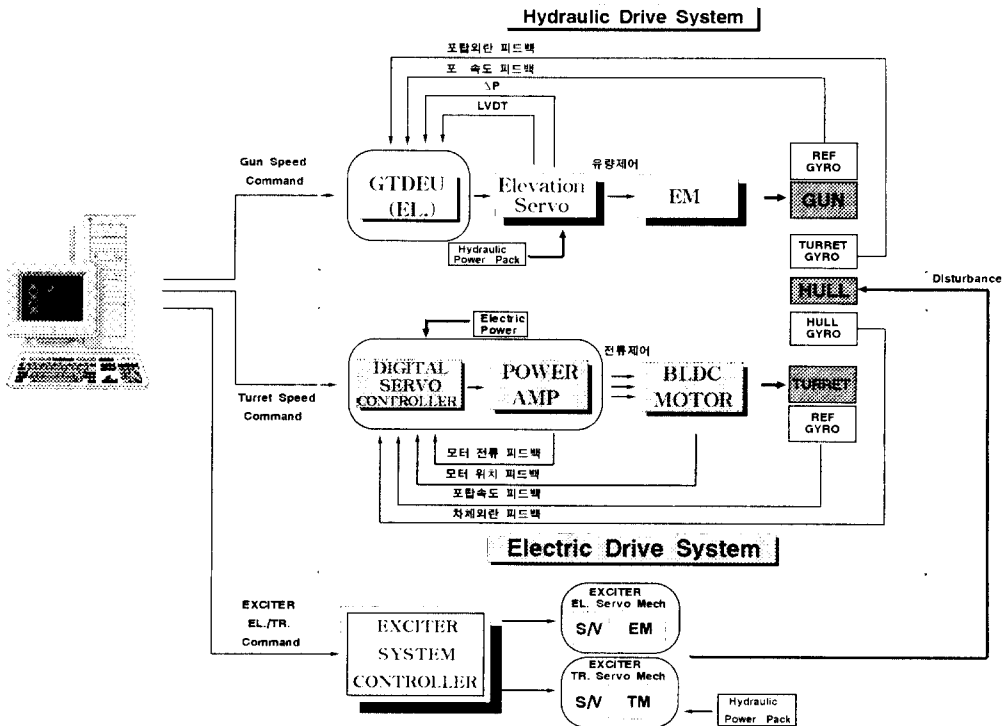 Hydraulic Drive System
포탑외란 피드백
포 속도 피드백
ΔP
LVDT
Gun Speed
Command
GTDEU
(EL.)
Elevation
Servo
유량제어
EM
REF
GYRO
GUN
Hydraulic
Power Pack
TURRET
GYRO
HULL
Disturbance
HULL
GYRO
Electric
Power
전류제어
DIGITAL
SERVO
CONTROLLER
POWER
AMP
BLDC
MOTOR
TURRET
REF
GYRO
Turret Speed
Command
모터 전류 피드백
모터 위치 피드백
포탑속도 피드백
차체외란 피드백
Electric Drive System
EXCITER
EL./TR.
Command
EXCITER
SYSTEM
CONTROLLER
EXCITER
EL. Servo Mech
S/V EM
EXCITER
TR. Servo Mech
S/V TM
Hydraulic
Power Pack